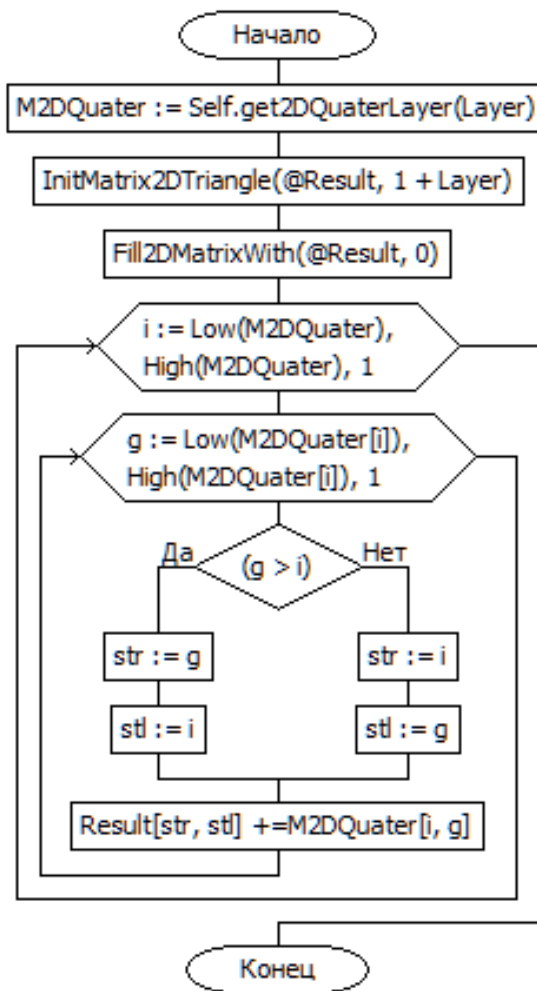 Начало
M2DQuater := Self.get2DQuaterLayer(Layer)
InitMatrix2DTriangle(@Result, 1 + Layer)
Fill2DMatrixWith(@Result, 0)
i := Low(M2DQuater),
High(M2DQuater), 1
g := Low(M2DQuater[i]),
High(M2DQuater[i]), 1
Да
(g > i)
Нет
str := g
str := i
stl := i
stl := g
Result[str, stl] +=M2DQuater[i, g]
Конец